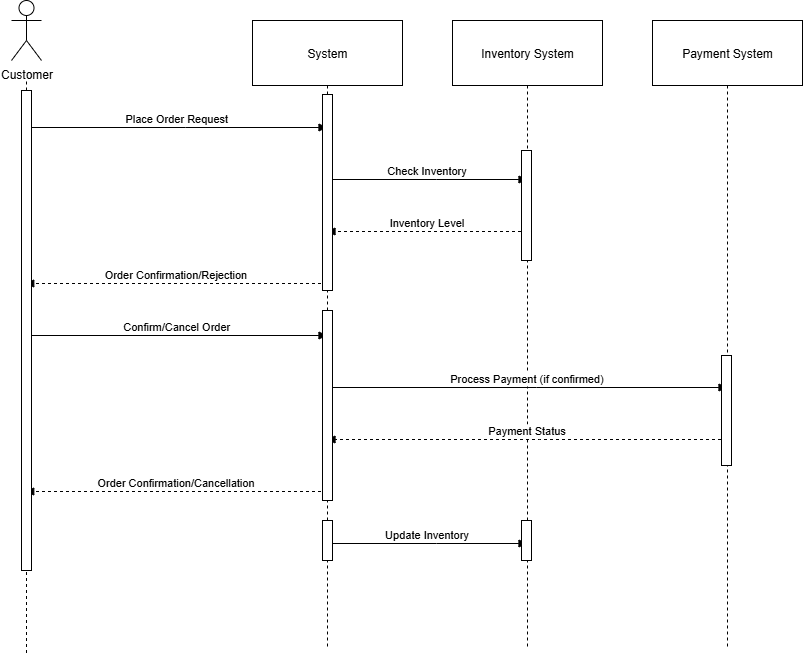 System
Inventory System
Payment System
Customer
Place Order Request
Check Inventory
Inventory Level
Order Confirmation/Rejection
Confirm/Cancel Order
Process Payment (if confirmed)
Payment Status
Order Confirmation/Cancellation
Update Inventory